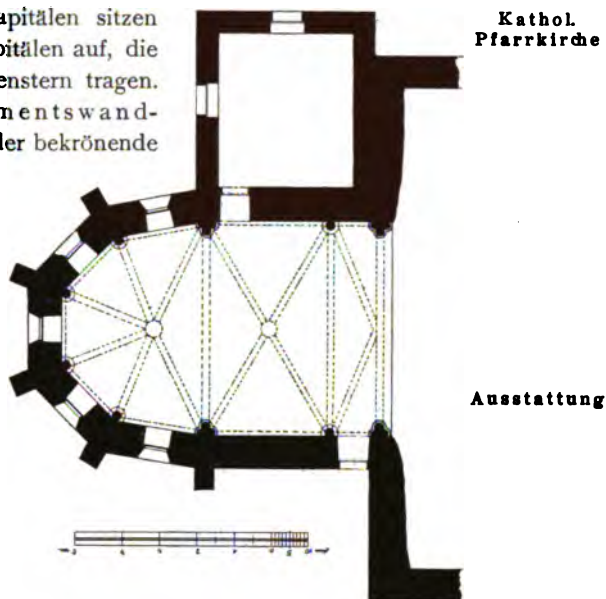 apitälen sitzen
pitälen auf, die
enstern tragen.
mentswand-
der bekrönende
Kathol.
Pfarrkirche
Ausstattung